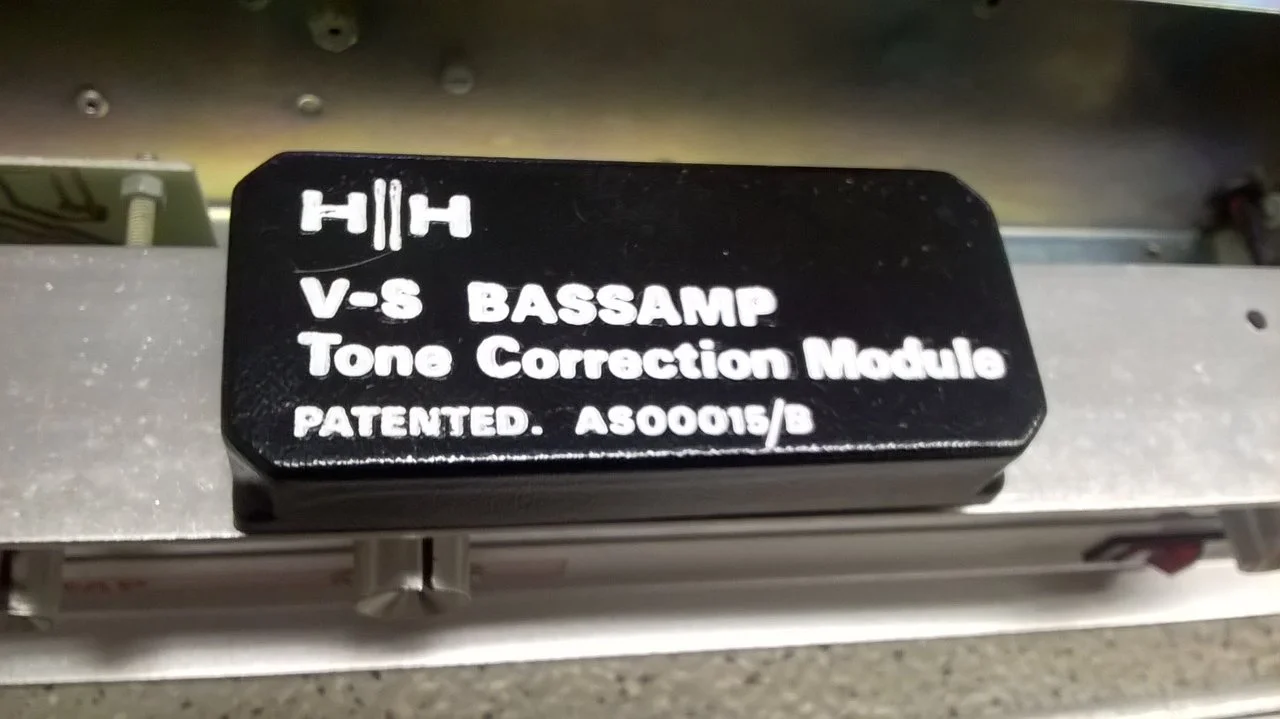 H||H
V-S BASSAMP
Tone Correction Module
PATENTED. AS00015/B